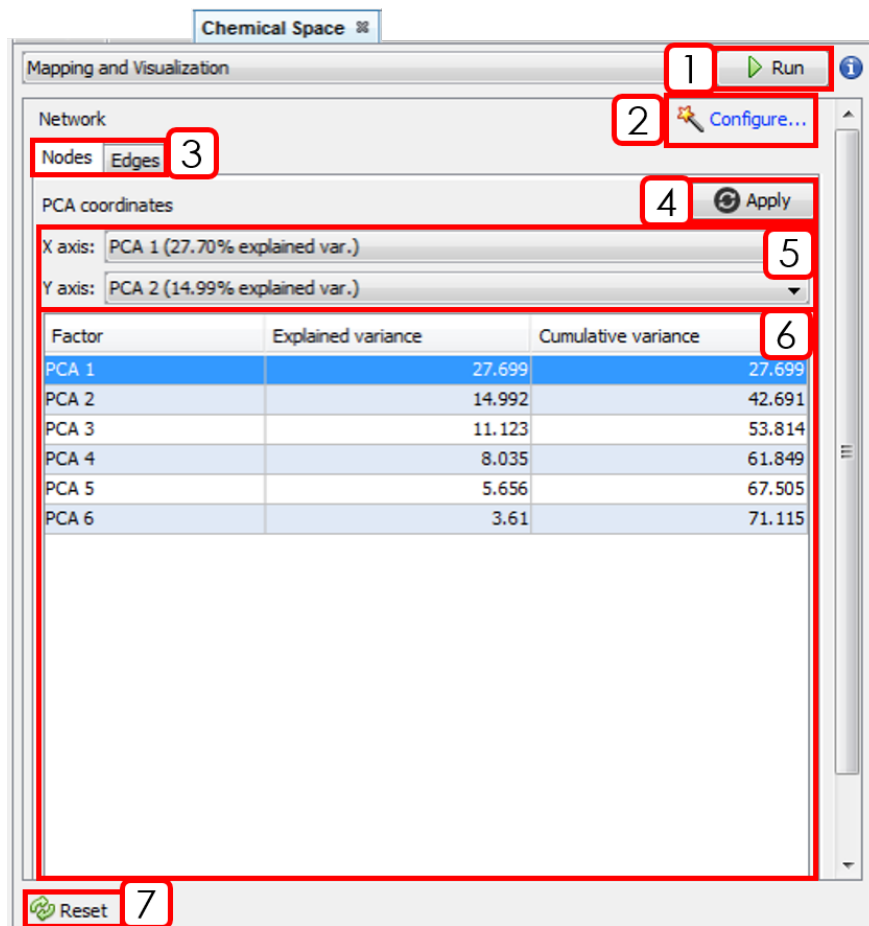 Chemical Space
Mapping and Visualization 1 Run
Network 2 Configure...
Nodes Edges 3
PCA coordinates 4 Apply
X axis: PCA 1 (27.70% explained var.) 5
Y axis: PCA 2 (14.99% explained var.)
Factor Explained variance Cumulative variance 6
PCA 1 27.699 27.699
PCA 2 14.992 42.691
PCA 3 11.123 53.814
PCA 4 8.035 61.849
PCA 5 5.656 67.505
PCA 6 3.61 71.115
Reset 7